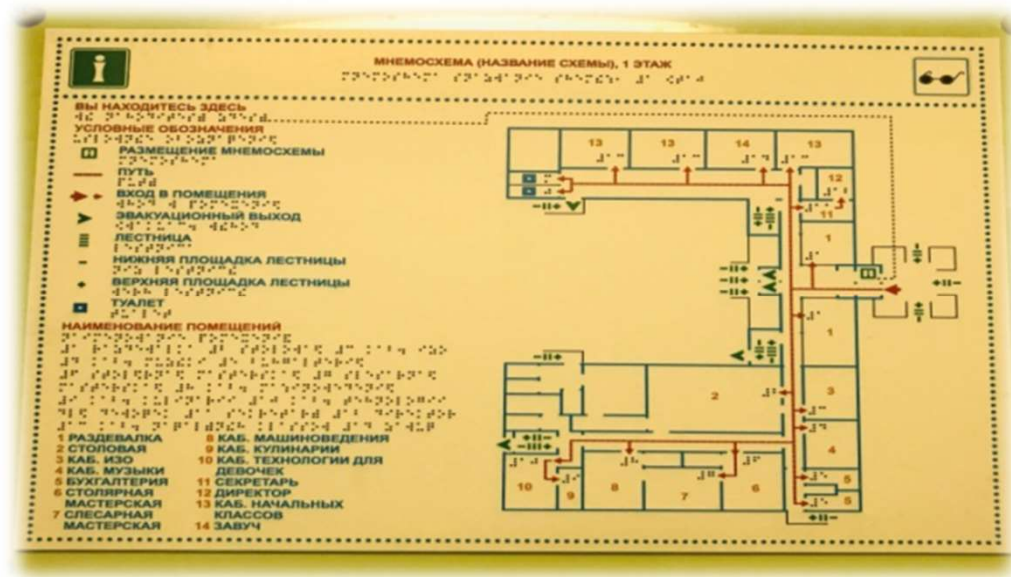 МНЕМОСХЕМА (НАЗВАНИЕ СХЕМЫ), 1 ЭТАЖ
ВЫ НАХОДИТЕСЬ ЗДЕСЬ
УСЛОВНЫЕ ОБОЗНАЧЕНИЯ
РАЗМЕЩЕНИЕ МНЕМОСХЕМЫ
ПУТЬ
ВХОД В ПОМЕЩЕНИЯ
ЭВАКУАЦИОННЫЙ ВЫХОД
ЛЕСТНИЦА
НИЖНЯЯ ПЛОЩАДКА ЛЕСТНИЦЫ
ВЕРХНЯЯ ПЛОЩАДКА ЛЕСТНИЦЫ
ТУАЛЕТ
НАИМЕНОВАНИЕ ПОМЕЩЕНИЙ
1 РАЗДЕВАЛКА
2 СТОЛОВАЯ
3 КАБ. ИЗО
4 КАБ. МУЗЫКИ
5 БУХГАЛТЕРИЯ
6 СТОЛЯРНАЯ
МАСТЕРСКАЯ
7 СЛЕСАРНАЯ
МАСТЕРСКАЯ
8 КАБ. МАШИНОВЕДЕНИЯ
9 КАБ. КУЛИНАРИИ
10 КАБ. ТЕХНОЛОГИИ ДЛЯ
ДЕВОЧЕК
11 СЕКРЕТАРЬ
12 ДИРЕКТОР
13 КАБ. НАЧАЛЬНЫХ
КЛАССОВ
14 ЗАВУЧ
13 13 14 13
12
11
1
1
2
3
4
5
5
10 9 8 7 6